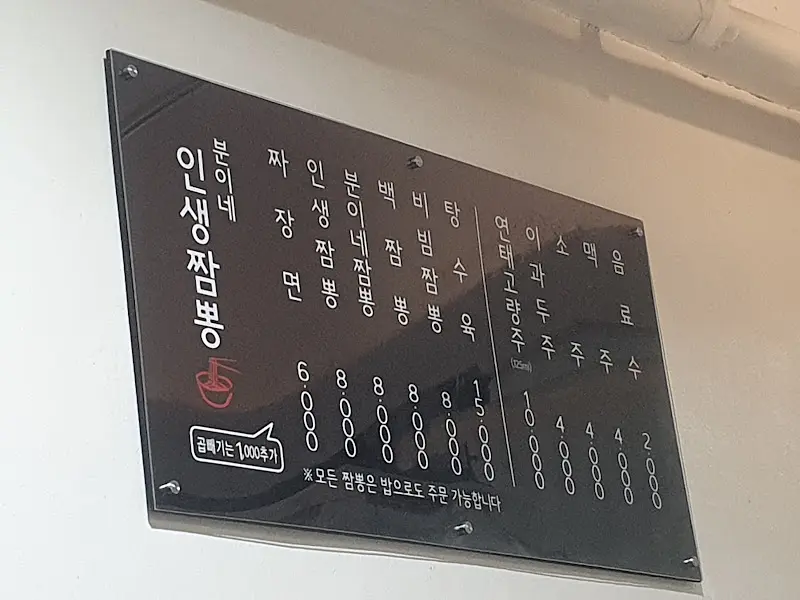 분이네
인생짬뽕
곱빼기는 1,000추가
짜장면 6.000
인생짬뽕 8.000
분이네짬뽕 8.000
백짬뽕 8.000
비빔짬뽕 8.000
탕수육 15.000
※모든 짬뽕은 밥으로도 주문 가능합니다
연태고량주 (125ml) 10.000
이과두주 4.000
소주 4.000
맥주 4.000
음료수 2.000